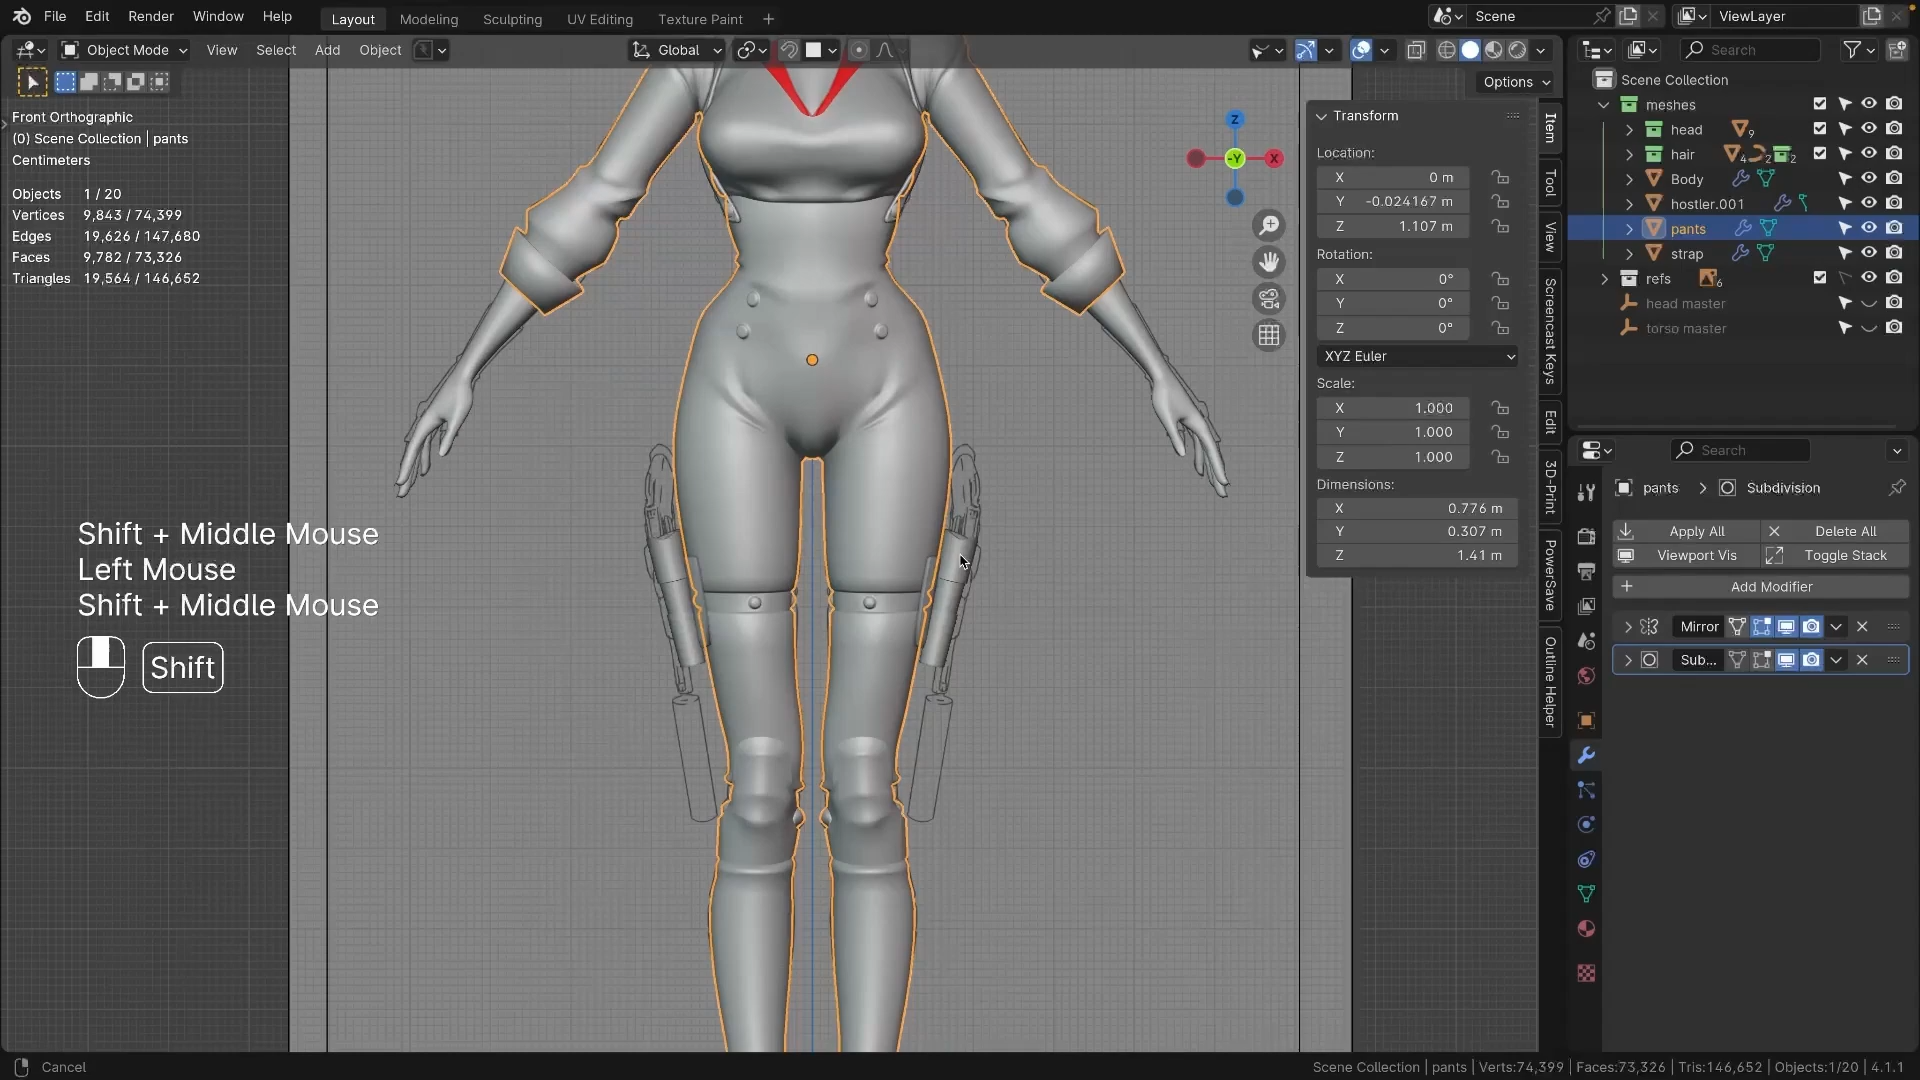 File Edit Render Window Help Layout Modeling Sculpting UV Editing Texture Paint + Scene ViewLayer
Object Mode View Select Add Object Global Search
Options
Front Orthographic
(0) Scene Collection | pants
Centimeters
Objects 1 / 20
Vertices 9,843 / 74,399
Edges 19,626 / 147,680
Faces 9,782 / 73,326
Triangles 19,564 / 146,652
Shift + Middle Mouse
Left Mouse
Shift + Middle Mouse
Shift
Z
-Y
X
Transform
Location:
X 0 m
Y -0.024167 m
Z 1.107 m
Rotation:
X 0°
Y 0°
Z 0°
XYZ Euler
Scale:
X 1.000
Y 1.000
Z 1.000
Dimensions:
X 0.776 m
Y 0.307 m
Z 1.41 m
Item
Tool
View
Screencast Keys
Edit
3D-Print
PowerSave
Outline Helper
Scene Collection
meshes
head 9
hair 4 2 2
Body
hostler.001
pants
strap
refs 6
head master
torso master
Search
pants > Subdivision
Apply All Delete All
Viewport Vis Toggle Stack
+ Add Modifier
Mirror
Sub...
Cancel
Scene Collection | pants | Verts:74,399 | Faces:73,326 | Tris:146,652 | Objects:1/20 | 4.1.1